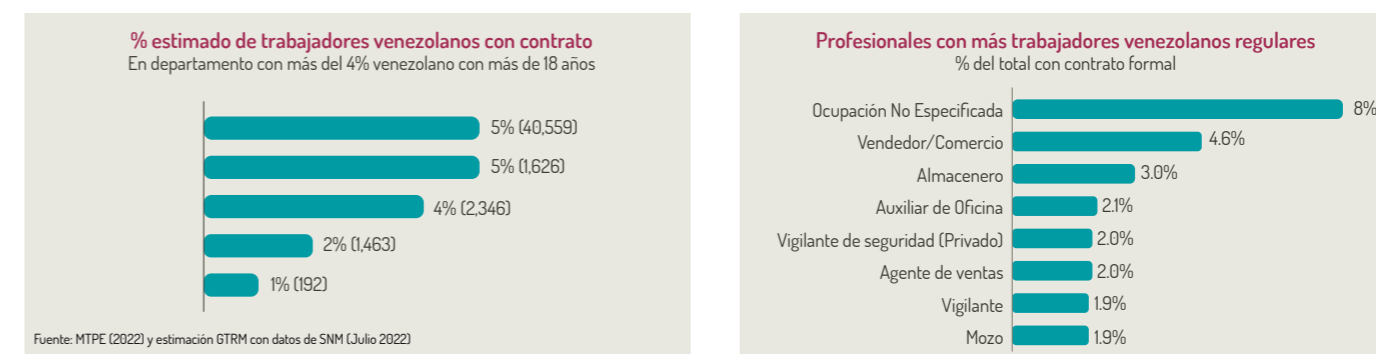 % estimado de trabajadores venezolanos con contrato
En departamento con más del 4% venezolano con más de 18 años
5% (40,559)
5% (1,626)
4% (2,346)
2% (1,463)
1% (192)
Fuente: MTPE (2022) y estimación GTRM con datos de SNM (Julio 2022)
Profesionales con más trabajadores venezolanos regulares
% del total con contrato formal
Ocupación No Especificada 8%
Vendedor/Comercio 4.6%
Almacenero 3.0%
Auxiliar de Oficina 2.1%
Vigilante de seguridad (Privado) 2.0%
Agente de ventas 2.0%
Vigilante 1.9%
Mozo 1.9%